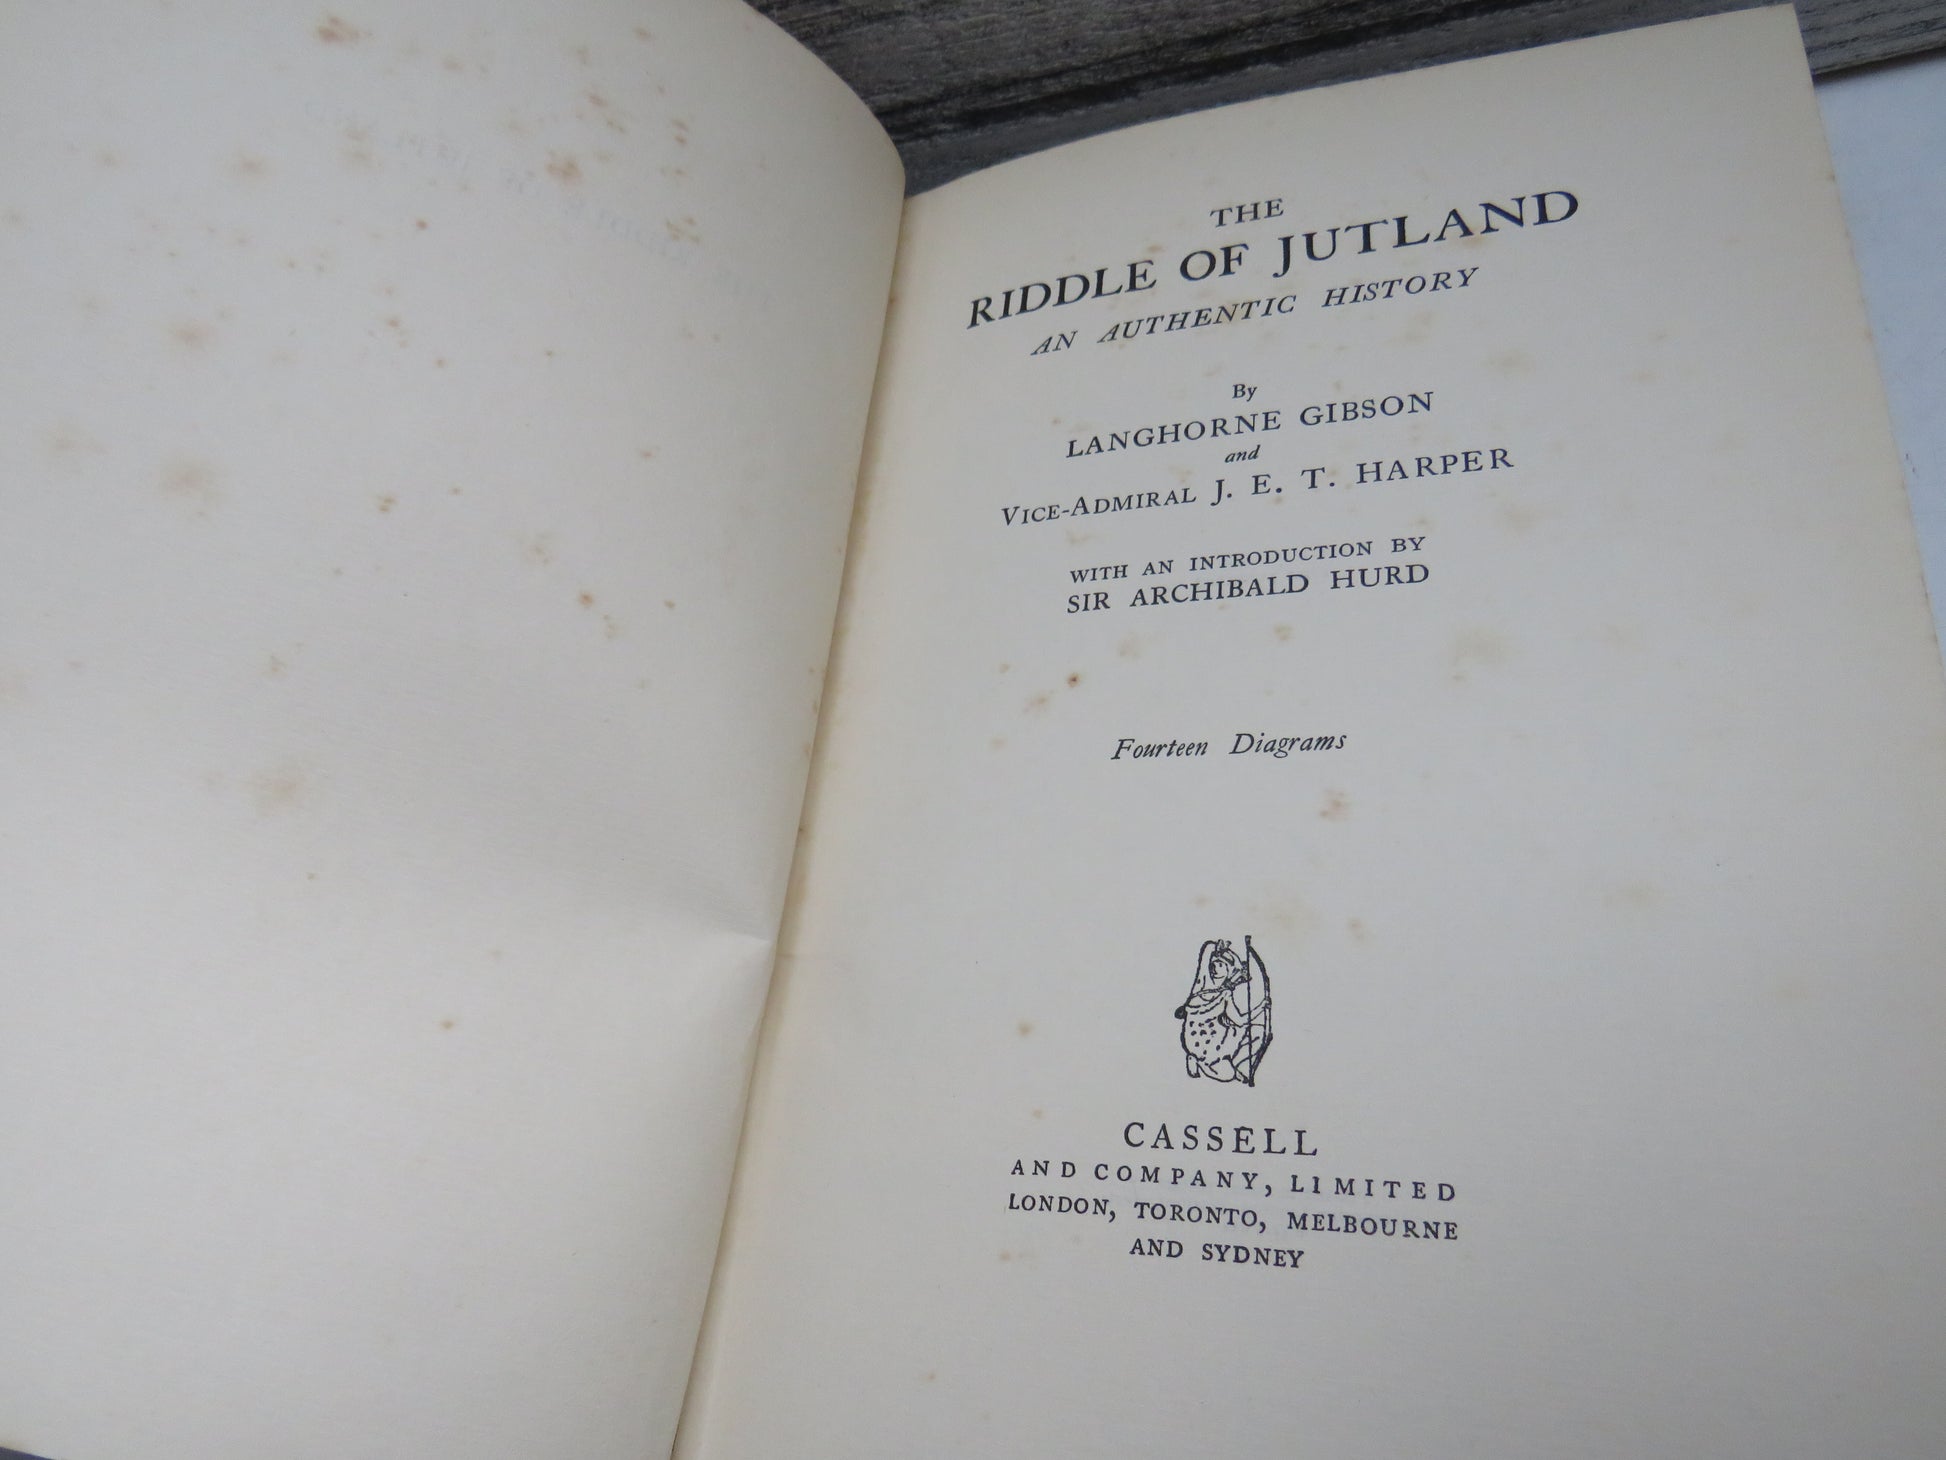 THE
RIDDLE OF JUTLAND
AN AUTHENTIC HISTORY
By
LANGHORNE GIBSON
and
VICE-ADMIRAL J. E. T. HARPER
WITH AN INTRODUCTION BY
SIR ARCHIBALD HURD
Fourteen Diagrams
CASSELL
AND COMPANY, LIMITED
LONDON, TORONTO, MELBOURNE
AND SYDNEY